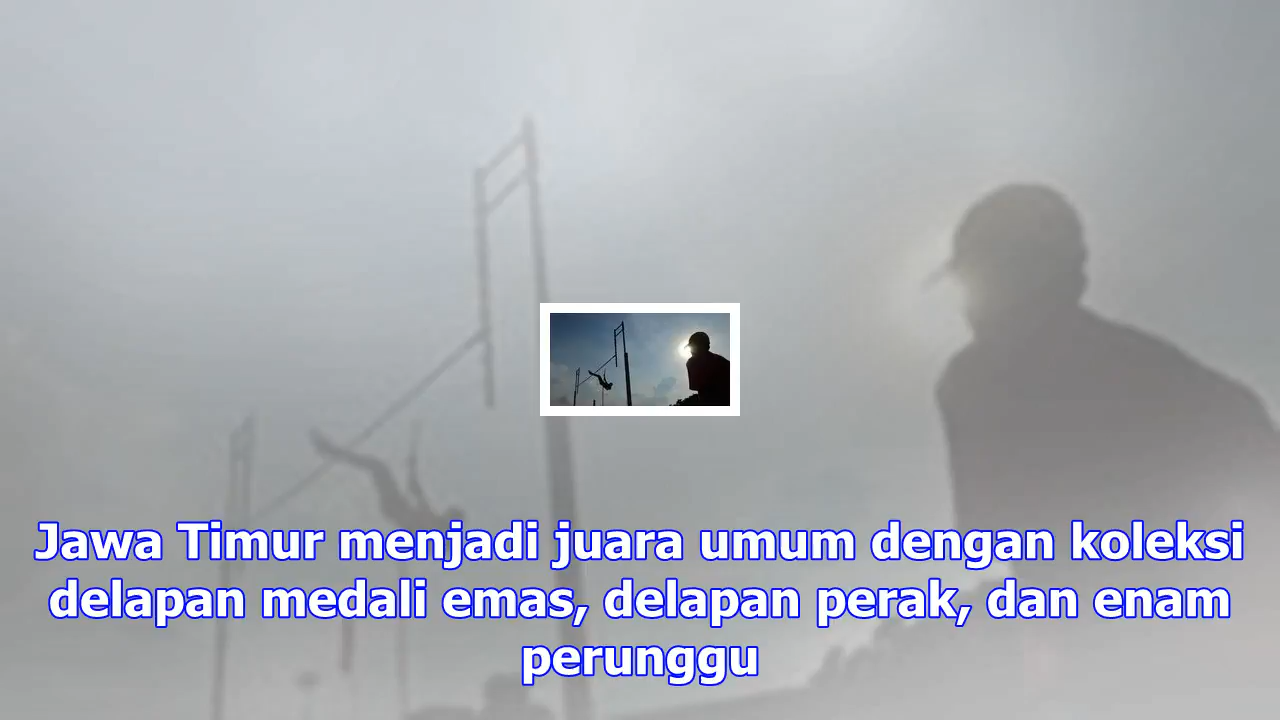 Jawa Timur menjadi juara umum dengan koleksi
delapan medali emas, delapan perak, dan enam
perunggu